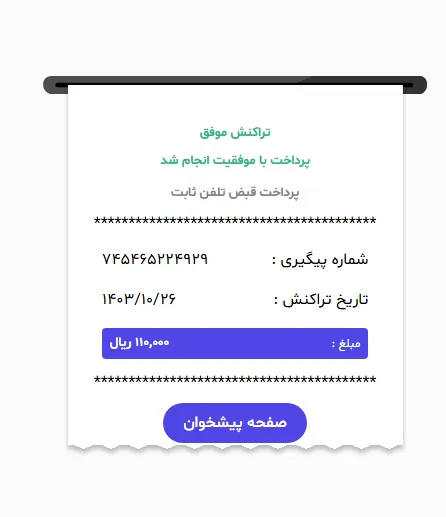 تراکنش موفق
پرداخت با موفقیت انجام شد
پرداخت قبض تلفن ثابت
*****************************************
شماره پیگیری : ۷۴۵۴۶۵۲۲۴۹۲۹
تاریخ تراکنش : ۱۴۰۳/۱۰/۲۶
مبلغ : ۱۱۰,۰۰۰ ریال
*****************************************
صفحه پیشخوان